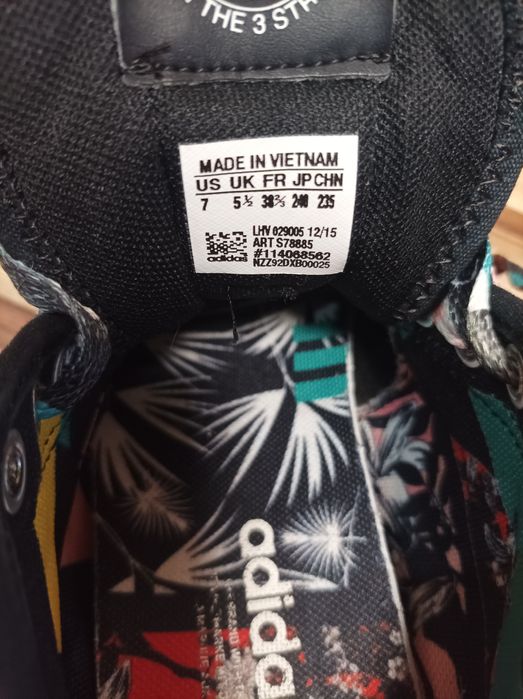 THE 3 ST
MADE IN VIETNAM
US UK FR JP CHN
7 5½ 38⅔ 240 235
LHV 029005 12/15
ART S78885
#114068562
adidas NZZ92DXB00025
adidas